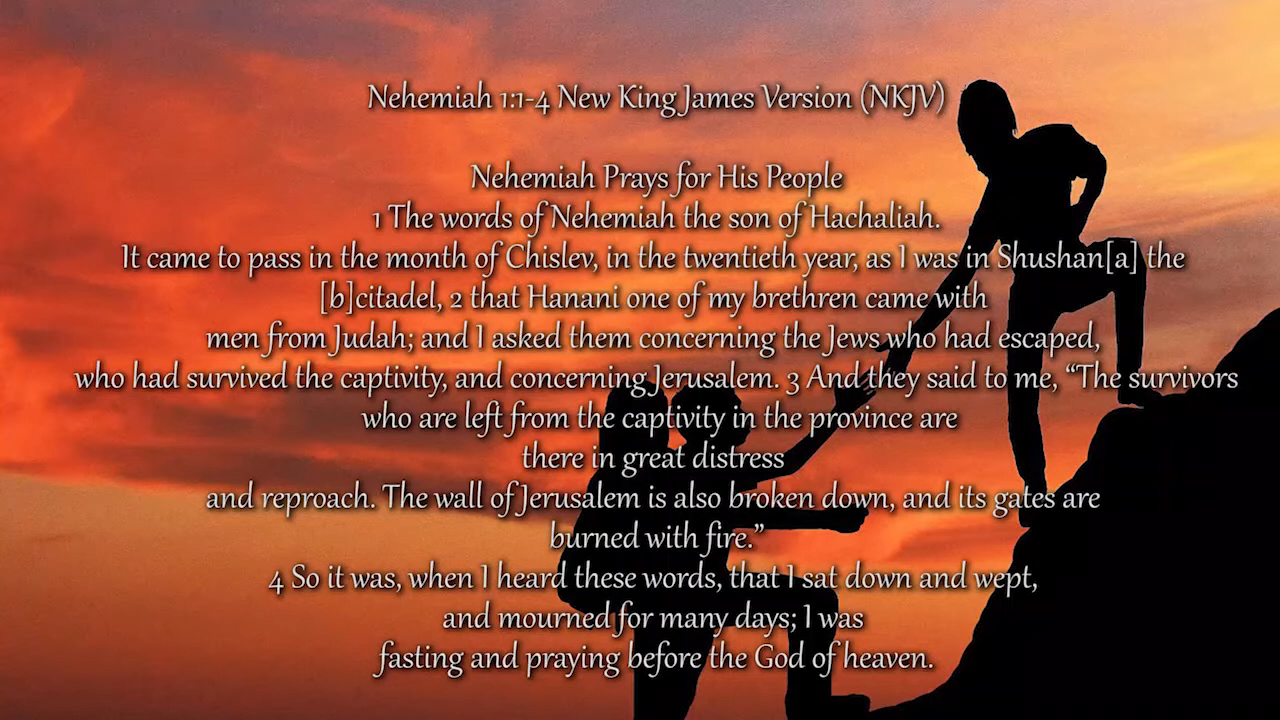 Nehemiah 1:1-4 New King James Version (NKJV)
Nehemiah Prays for His People
1 The words of Nehemiah the son of Hachaliah.
It came to pass in the month of Chislev, in the twentieth year, as I was in Shushan[a] the
[b]citadel, 2 that Hanani one of my brethren came with
men from Judah; and I asked them concerning the Jews who had escaped,
who had survived the captivity, and concerning Jerusalem. 3 And they said to me, “The survivors
who are left from the captivity in the province are
there in great distress
and reproach. The wall of Jerusalem is also broken down, and its gates are
burned with fire.”
4 So it was, when I heard these words, that I sat down and wept,
and mourned for many days; I was
fasting and praying before the God of heaven.